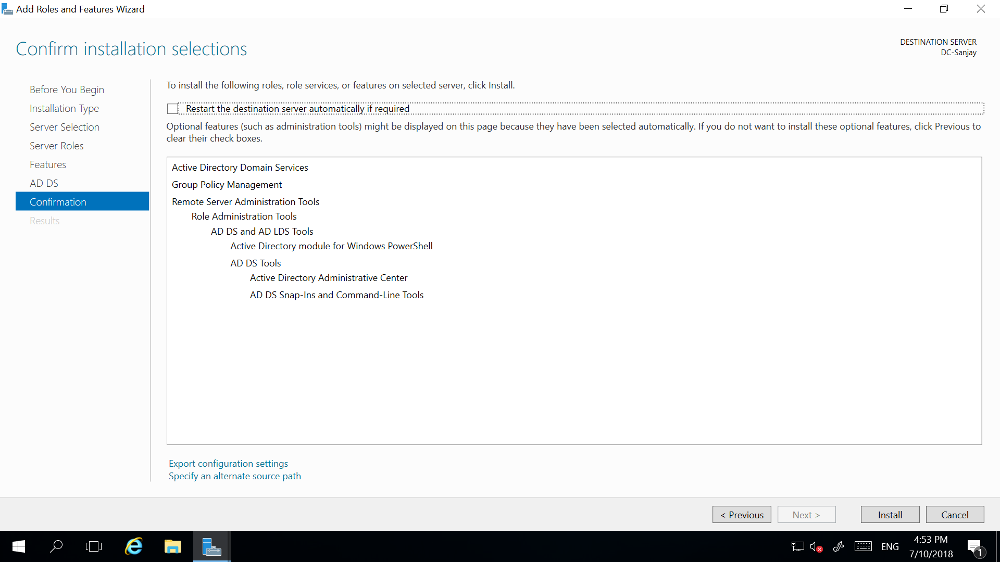 Add Roles and Features Wizard
Confirm installation selections
DESTINATION SERVER
DC-Sanjay
Before You Begin
Installation Type
Server Selection
Server Roles
Features
AD DS
Confirmation
Results
To install the following roles, role services, or features on selected server, click Install.
Restart the destination server automatically if required
Optional features (such as administration tools) might be displayed on this page because they have been selected automatically. If you do not want to install these optional features, click Previous to
clear their check boxes.
Active Directory Domain Services
Group Policy Management
Remote Server Administration Tools
Role Administration Tools
AD DS and AD LDS Tools
Active Directory module for Windows PowerShell
AD DS Tools
Active Directory Administrative Center
AD DS Snap-Ins and Command-Line Tools
Export configuration settings
Specify an alternate source path
< Previous
Next >
Install
Cancel
ENG
4:53 PM
7/10/2018
1